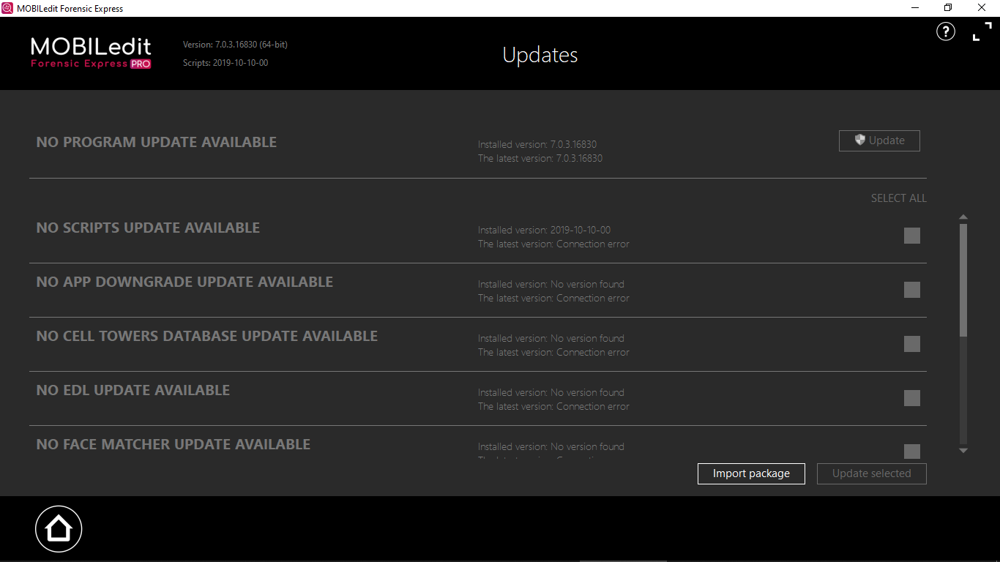 MOBILedit Forensic Express
MOBILedit
Forensic Express PRO
Version: 7.0.3.16830 (64-bit)
Scripts: 2019-10-10-00
Updates
?
NO PROGRAM UPDATE AVAILABLE
Installed version: 7.0.3.16830
The latest version: 7.0.3.16830
Update
SELECT ALL
NO SCRIPTS UPDATE AVAILABLE
Installed version: 2019-10-10-00
The latest version: Connection error
NO APP DOWNGRADE UPDATE AVAILABLE
Installed version: No version found
The latest version: Connection error
NO CELL TOWERS DATABASE UPDATE AVAILABLE
Installed version: No version found
The latest version: Connection error
NO EDL UPDATE AVAILABLE
Installed version: No version found
The latest version: Connection error
NO FACE MATCHER UPDATE AVAILABLE
Installed version: No version found
Import package
Update selected